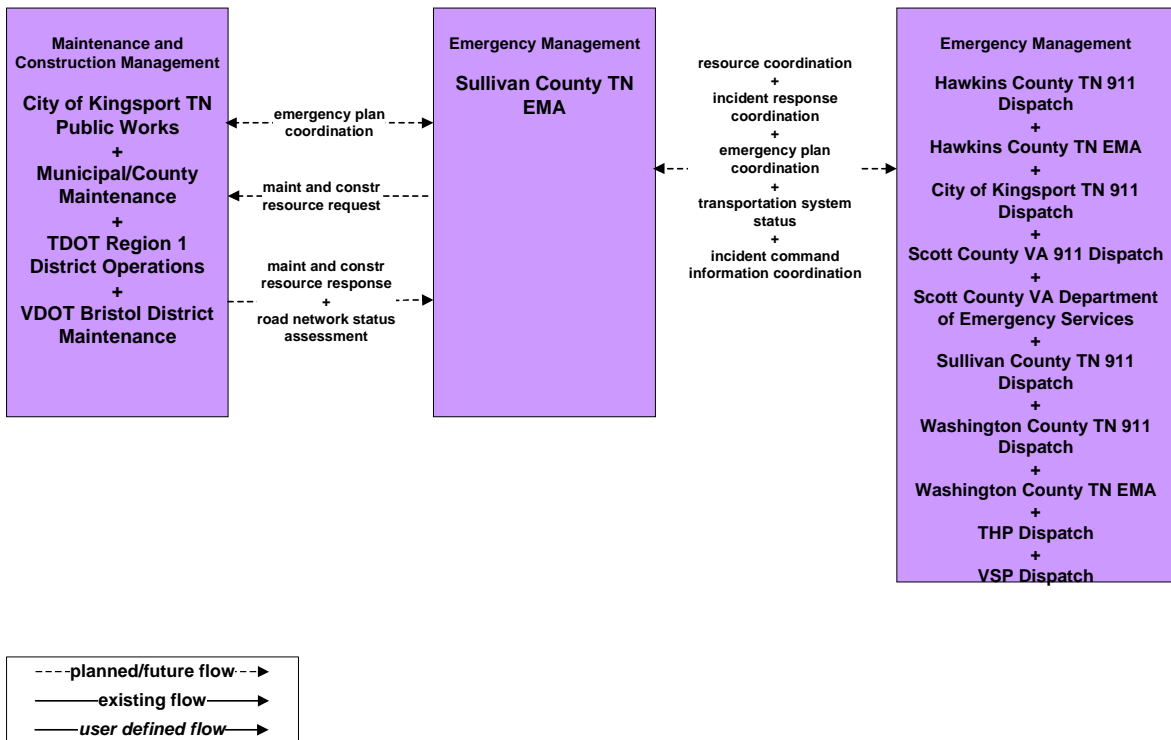 Maintenance and
Construction Management
City of Kingsport TN
Public Works
+
Municipal/County
Maintenance
+
TDOT Region 1
District Operations
+
VDOT Bristol District
Maintenance
emergency plan
coordination
maint and constr
resource request
maint and constr
resource response
+
road network status
assessment
Emergency Management
Sullivan County TN
EMA
resource coordination
+
incident response
coordination
+
emergency plan
coordination
+
transportation system
status
+
incident command
information coordination
Emergency Management
Hawkins County TN 911
Dispatch
+
Hawkins County TN EMA
+
City of Kingsport TN 911
Dispatch
+
Scott County VA 911 Dispatch
+
Scott County VA Department
of Emergency Services
+
Sullivan County TN 911
Dispatch
+
Washington County TN 911
Dispatch
+
Washington County TN EMA
+
THP Dispatch
+
VSP Dispatch
planned/future flow
existing flow
user defined flow